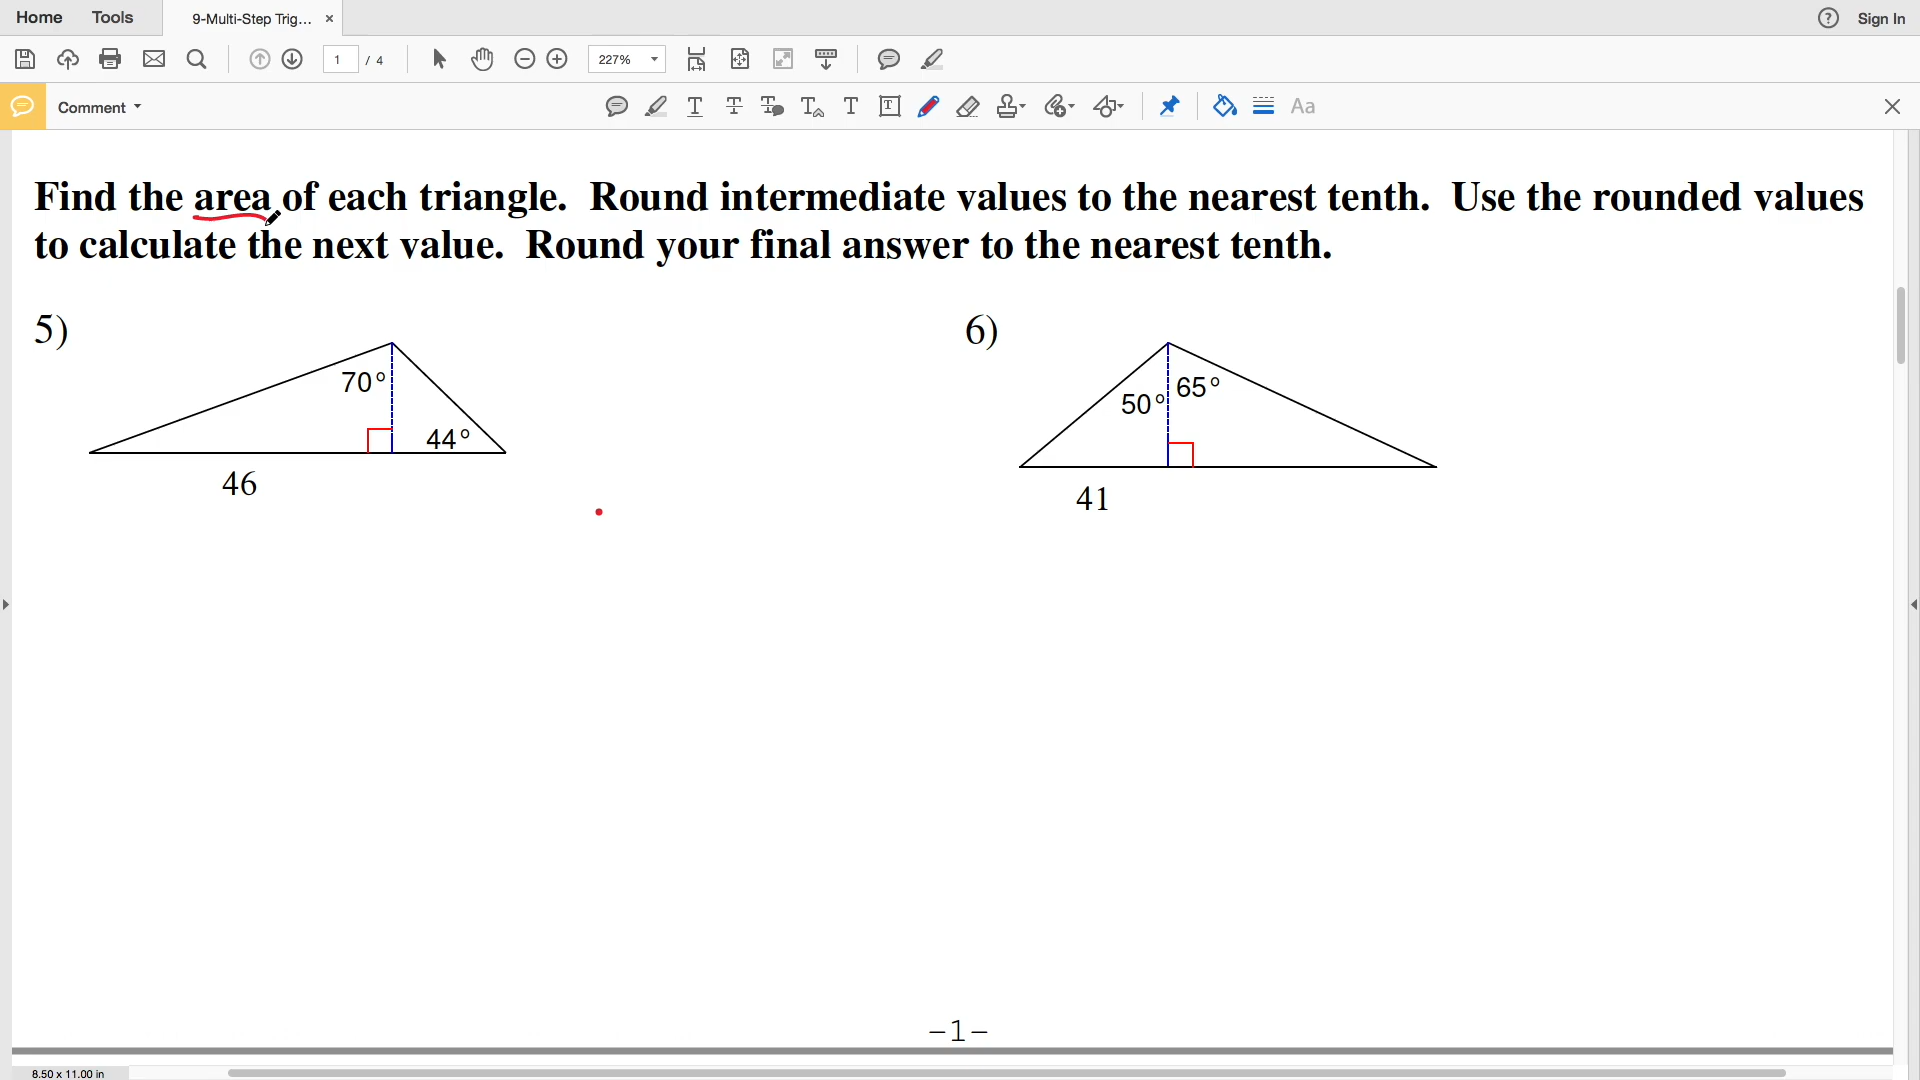 Home Tools 9-Multi-Step Trig... × ? Sign In
1 / 4 227%
Comment Aa
Find the area of each triangle. Round intermediate values to the nearest tenth. Use the rounded values
to calculate the next value. Round your final answer to the nearest tenth.
5)
70°
44°
46
6)
50° 65°
41
-1-
8.50 x 11.00 in